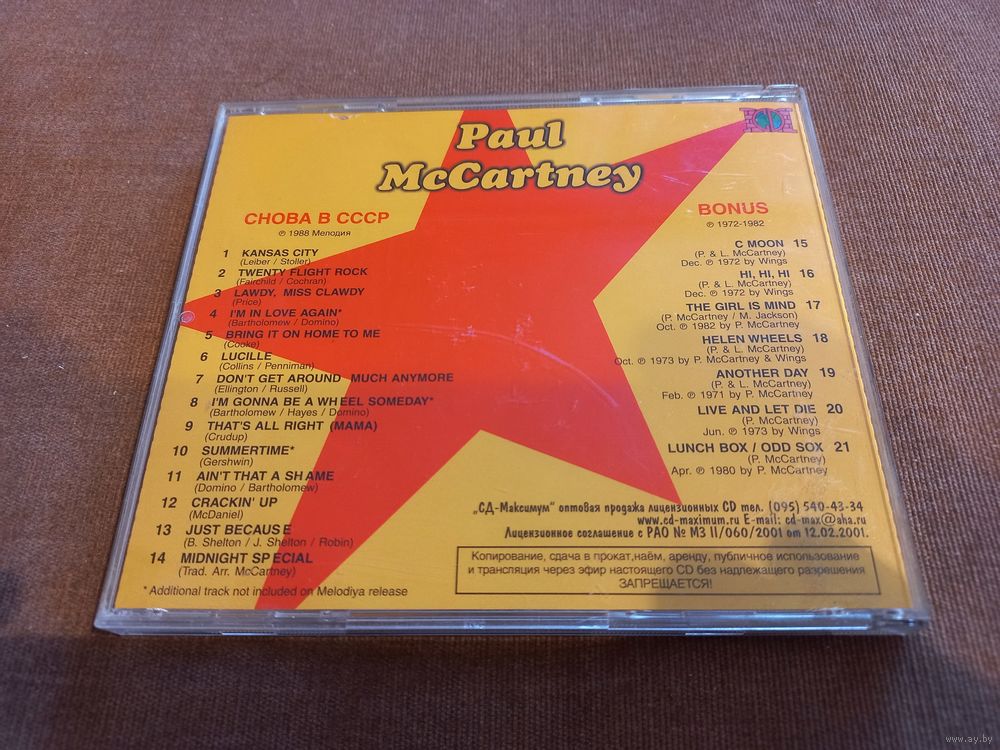 Paul
McCartney
СНОВА В СССР
℗ 1988 Мелодия
1 KANSAS CITY
(Leiber / Stoller)
2 TWENTY FLIGHT ROCK
(Fairchild / Cochran)
3 LAWDY, MISS CLAWDY
(Price)
4 I'M IN LOVE AGAIN*
(Bartholomew / Domino)
5 BRING IT ON HOME TO ME
(Cooke)
6 LUCILLE
(Collins / Penniman)
7 DON'T GET AROUND MUCH ANYMORE
(Ellington / Russell)
8 I'M GONNA BE A WHEEL SOMEDAY*
(Bartholomew / Hayes / Domino)
9 THAT'S ALL RIGHT (MAMA)
(Crudup)
10 SUMMERTIME*
(Gershwin)
11 AIN'T THAT A SHAME
(Domino / Bartholomew)
12 CRACKIN' UP
(McDaniel)
13 JUST BECAUSE
(B. Shelton / J. Shelton / Robin)
14 MIDNIGHT SPECIAL
(Trad. Arr. McCartney)
* Additional track not included on Melodiya release
BONUS
℗ 1972-1982
C MOON 15
(P. & L. McCartney)
Dec. ℗ 1972 by Wings
HI, HI, HI 16
(P. & L. McCartney)
Dec. ℗ 1972 by Wings
THE GIRL IS MIND 17
(P. McCartney / M. Jackson)
Oct. ℗ 1982 by P. McCartney
HELEN WHEELS 18
(P. & L. McCartney)
Oct. ℗ 1973 by P. McCartney & Wings
ANOTHER DAY 19
(P. & L. McCartney)
Feb. ℗ 1971 by P. McCartney
LIVE AND LET DIE 20
(P. McCartney)
Jun. ℗ 1973 by Wings
LUNCH BOX / ODD SOX 21
(P. McCartney)
Apr. ℗ 1980 by P. McCartney
„СД-Максимум" оптовая продажа лицензионных CD тел. (095) 540-43-34
www.cd-maximum.ru E-mail: cd-max@aha.ru
Лицензионное соглашение с РАО № МЗ II/060/2001 от 12.02.2001.
Копирование, сдача в прокат,наём, аренду, публичное использование
и трансляция через эфир настоящего CD без надлежащего разрешения
ЗАПРЕЩАЕТСЯ!
www.ay.by